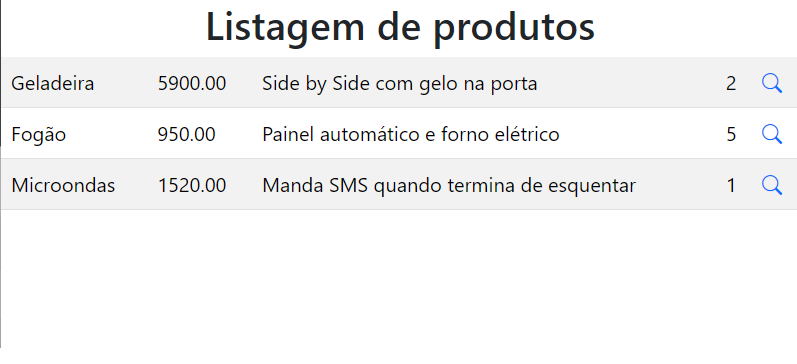 Listagem de produtos
Geladeira 5900.00 Side by Side com gelo na porta 2
Fogão 950.00 Painel automático e forno elétrico 5
Microondas 1520.00 Manda SMS quando termina de esquentar 1